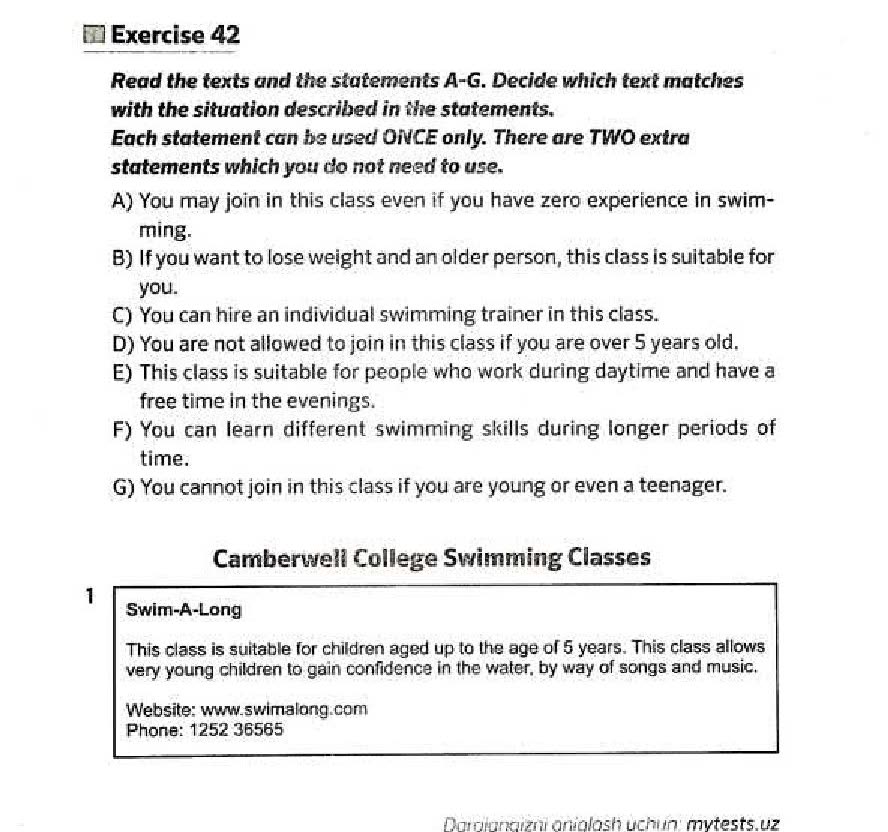 Exercise 42
Read the texts and the statements A-G. Decide which text matches
with the situation described in the statements.
Each statement can be used ONCE only. There are TWO extra
statements which you do not need to use.
A) You may join in this class even if you have zero experience in swim-
ming.
B) If you want to lose weight and an older person, this class is suitable for
you.
C) You can hire an individual swimming trainer in this class.
D) You are not allowed to join in this class if you are over 5 years old.
E) This class is suitable for people who work during daytime and have a
free time in the evenings.
F) You can learn different swimming skills during longer periods of
time.
G) You cannot join in this class if you are young or even a teenager.
Camberwell College Swimming Classes
1
Swim-A-Long
This class is suitable for children aged up to the age of 5 years. This class allows
very young children to gain confidence in the water, by way of songs and music.
Website: www.swimalong.com
Phone: 1252 36565
Darajangizni aniqlash uchun: mytests.uz